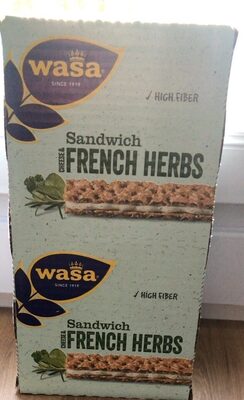 wasa
SINCE 1919
✓ HIGH FIBER
Sandwich
CHEESE &
FRENCH HERBS
wasa
SINCE 1919
✓ HIGH FIBER
Sandwich
CHEESE &
FRENCH HERBS